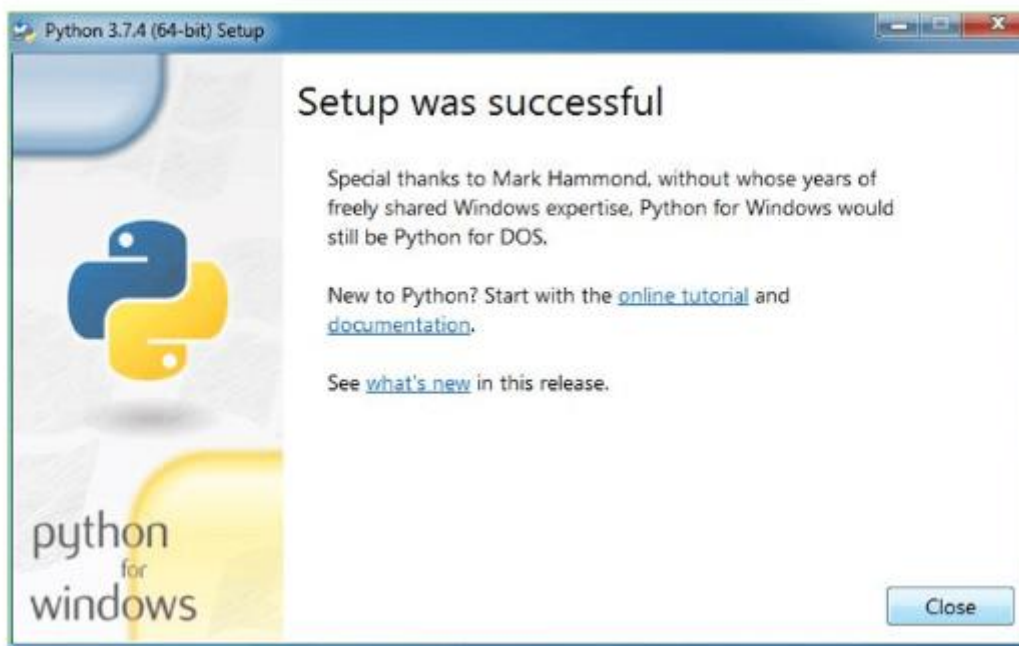 Python 3.7.4 (64-bit) Setup
Setup was successful
Special thanks to Mark Hammond, without whose years of
freely shared Windows expertise, Python for Windows would
still be Python for DOS.
New to Python? Start with the online tutorial and
documentation.
See what's new in this release.
python
for
windows
Close